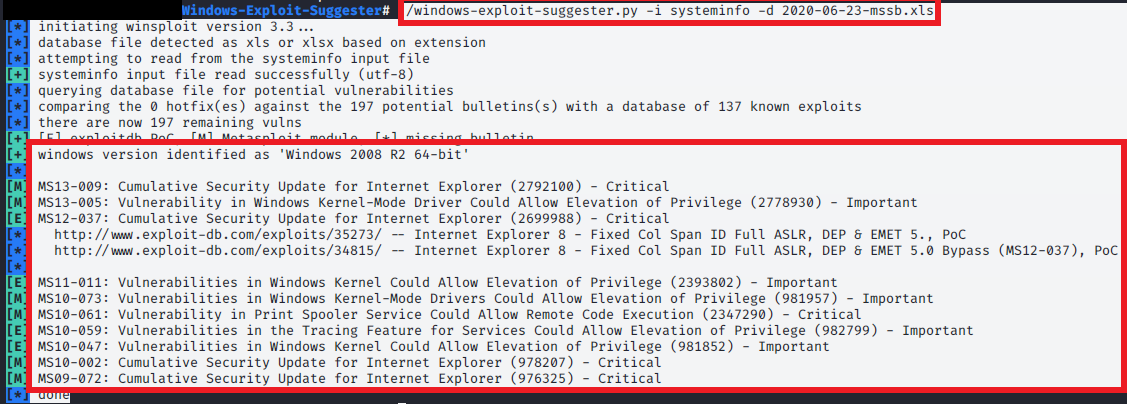 Windows-Exploit-Suggester# /windows-exploit-suggester.py -i systeminfo -d 2020-06-23-mssb.xls
[*] initiating winsploit version 3.3...
[*] database file detected as xls or xlsx based on extension
[*] attempting to read from the systeminfo input file
[+] systeminfo input file read successfully (utf-8)
[*] querying database file for potential vulnerabilities
[*] comparing the 0 hotfix(es) against the 197 potential bulletins(s) with a database of 137 known exploits
[*] there are now 197 remaining vulns
[+] [E] exploitdb PoC, [M] Metasploit module, [*] missing bulletin
[+] windows version identified as 'Windows 2008 R2 64-bit'
[*]
[M] MS13-009: Cumulative Security Update for Internet Explorer (2792100) - Critical
[M] MS13-005: Vulnerability in Windows Kernel-Mode Driver Could Allow Elevation of Privilege (2778930) - Important
[E] MS12-037: Cumulative Security Update for Internet Explorer (2699988) - Critical
[*] http://www.exploit-db.com/exploits/35273/ -- Internet Explorer 8 - Fixed Col Span ID Full ASLR, DEP & EMET 5., PoC
[*] http://www.exploit-db.com/exploits/34815/ -- Internet Explorer 8 - Fixed Col Span ID Full ASLR, DEP & EMET 5.0 Bypass (MS12-037), PoC
[*]
[E] MS11-011: Vulnerabilities in Windows Kernel Could Allow Elevation of Privilege (2393802) - Important
[M] MS10-073: Vulnerabilities in Windows Kernel-Mode Drivers Could Allow Elevation of Privilege (981957) - Important
[M] MS10-061: Vulnerability in Print Spooler Service Could Allow Remote Code Execution (2347290) - Critical
[E] MS10-059: Vulnerabilities in the Tracing Feature for Services Could Allow Elevation of Privilege (982799) - Important
[E] MS10-047: Vulnerabilities in Windows Kernel Could Allow Elevation of Privilege (981852) - Important
[M] MS10-002: Cumulative Security Update for Internet Explorer (978207) - Critical
[M] MS09-072: Cumulative Security Update for Internet Explorer (976325) - Critical
[*] done